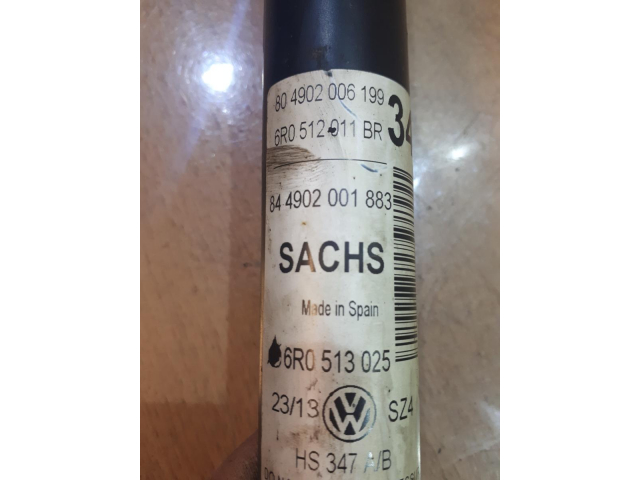 80 4902 006 199
6R0 512 011 BR 34
84 4902 001 883
SACHS
Made in Spain
6R0 513 025
23/13 SZ4
HS 347 A/B